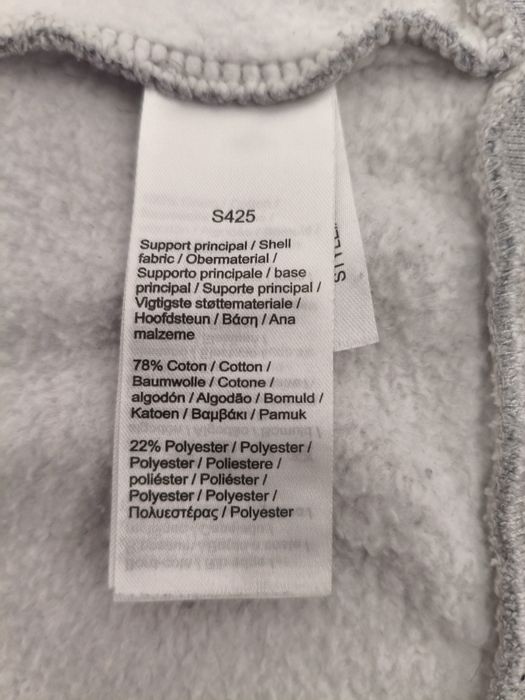 S425
Support principal / Shell
fabric / Obermaterial /
Supporto principale / base
principal / Suporte principal /
Vigtigste støttemateriale /
Hoofdsteun / Βάση / Ana
malzeme
78% Coton / Cotton /
Baumwolle / Cotone /
algodón / Algodão / Bomuld /
Katoen / Βαμβάκι / Pamuk
22% Polyester / Polyester /
Polyester / Poliestere /
poliéster / Poliéster /
Polyester / Polyester /
Πολυεστέρας / Polyester